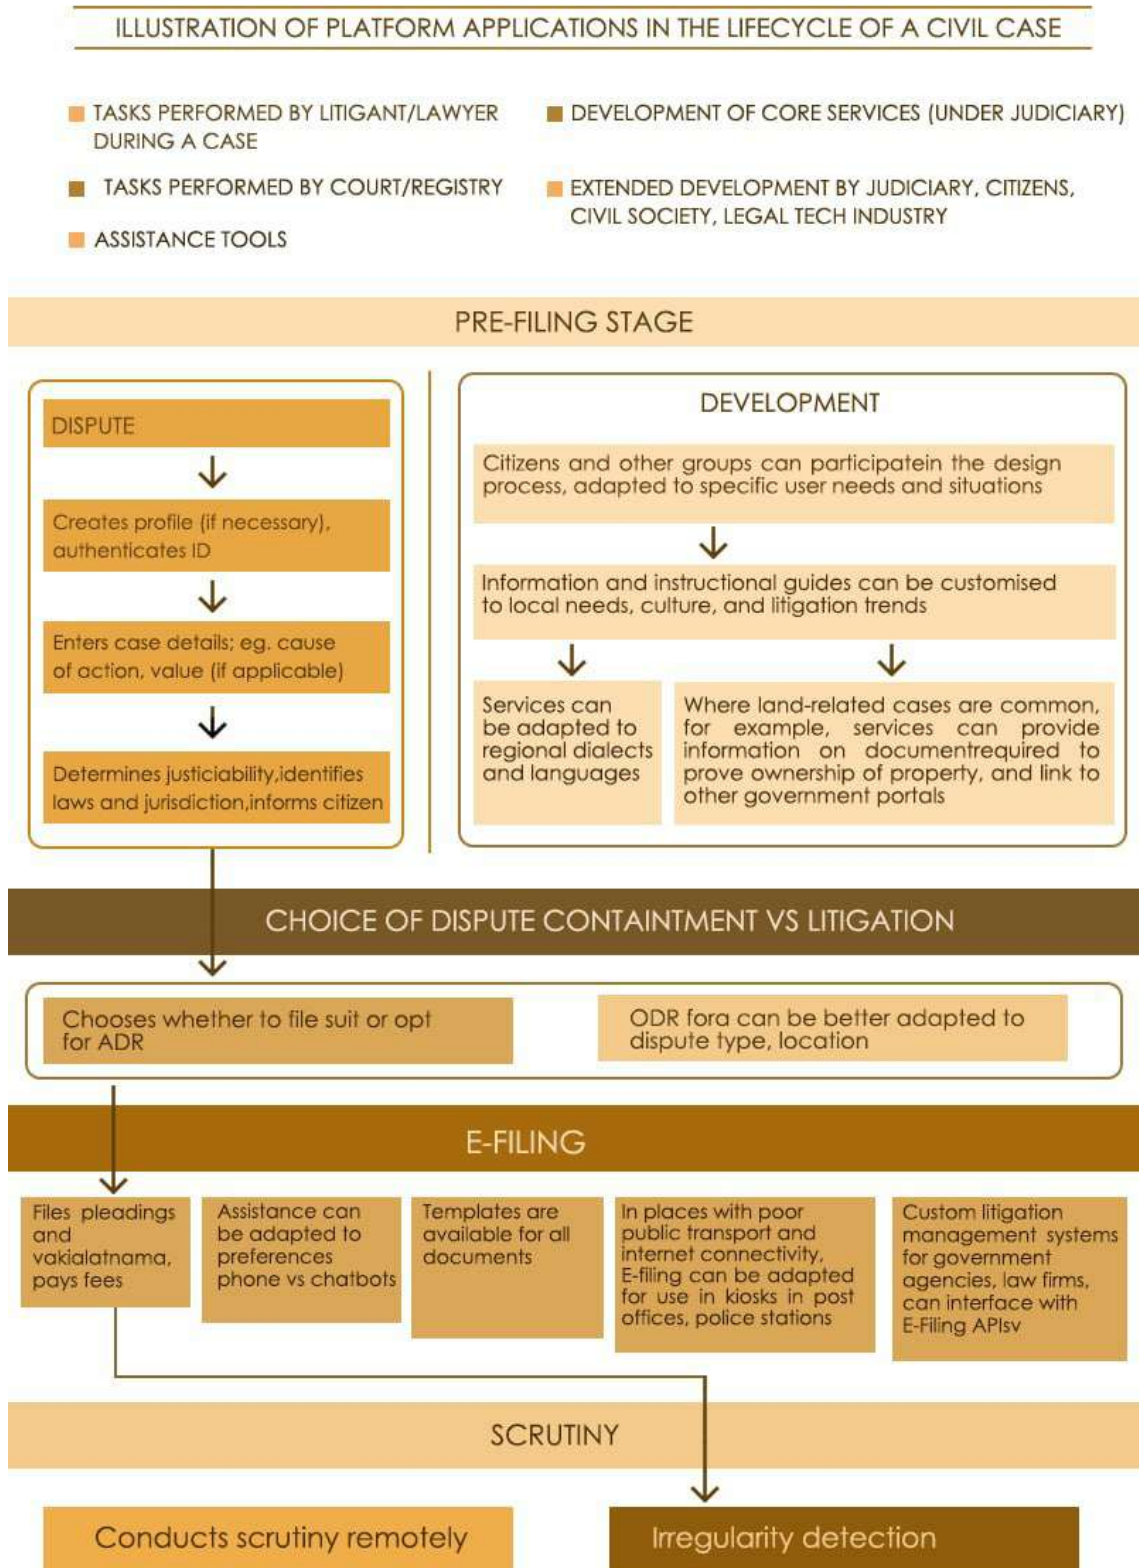 ILLUSTRATION OF PLATFORM APPLICATIONS IN THE LIFECYCLE OF A CIVIL CASE
TASKS PERFORMED BY LITIGANT/LAWYER
DURING A CASE
TASKS PERFORMED BY COURT/REGISTRY
ASSISTANCE TOOLS
DEVELOPMENT OF CORE SERVICES (UNDER JUDICIARY)
EXTENDED DEVELOPMENT BY JUDICIARY, CITIZENS,
CIVIL SOCIETY, LEGAL TECH INDUSTRY
PRE-FILING STAGE
DISPUTE
Creates profile (if necessary),
authenticates ID
Enters case details; eg. cause
of action, value (if applicable)
Determines justiciability,identifies
laws and jurisdiction,informs citizen
DEVELOPMENT
Citizens and other groups can participatein the design
process, adapted to specific user needs and situations
Information and instructional guides can be customised
to local needs, culture, and litigation trends
Services can
be adapted to
regional dialects
and languages
Where land-related cases are common,
for example, services can provide
information on documentrequired to
prove ownership of property, and link to
other government portals
CHOICE OF DISPUTE CONTAINTMENT VS LITIGATION
Chooses whether to file suit or opt
for ADR
ODR fora can be better adapted to
dispute type, location
E-FILING
Files pleadings
and
vakialatnama,
pays fees
Assistance can
be adapted to
preferences
phone vs chatbots
Templates are
available for all
documents
In places with poor
public transport and
internet connectivity,
E-filing can be adapted
for use in kiosks in post
offices, police stations
Custom litigation
management systems
for government
agencies, law firms,
can interface with
E-Filing APIsv
SCRUTINY
Conducts scrutiny remotely
Irregularity detection